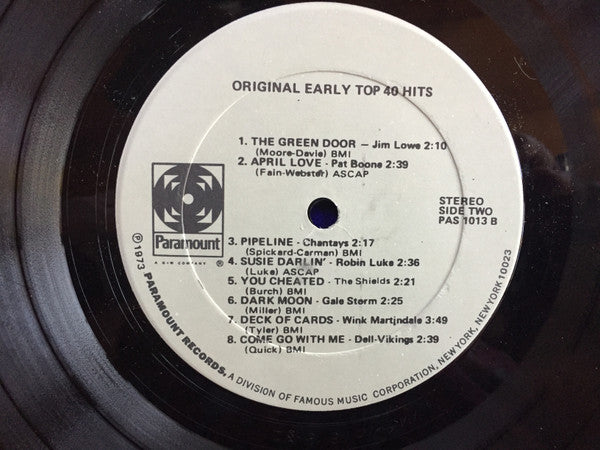 ORIGINAL EARLY TOP 40 HITS
1. THE GREEN DOOR – Jim Lowe 2:10
(Moore-Davie) BMI
2. APRIL LOVE - Pat Boone 2:39
(Fain-Webster) ASCAP
Paramount ®
A G+W COMPANY
STEREO
SIDE TWO
PAS 1013 B
3. PIPELINE - Chantays 2:17
(Spickard-Carman) BMI
4. SUSIE DARLIN' - Robin Luke 2:36
(Luke) ASCAP
5. YOU CHEATED - The Shields 2:21
(Burch) BMI
6. DARK MOON - Gale Storm 2:25
(Miller) BMI
7. DECK OF CARDS - Wink Martindale 3:49
(Tyler) BMI
8. COME GO WITH ME - Dell-Vikings 2:39
(Quick) BMI
℗ 1973 PARAMOUNT RECORDS, A DIVISION OF FAMOUS MUSIC CORPORATION, NEW YORK, NEW YORK 10023